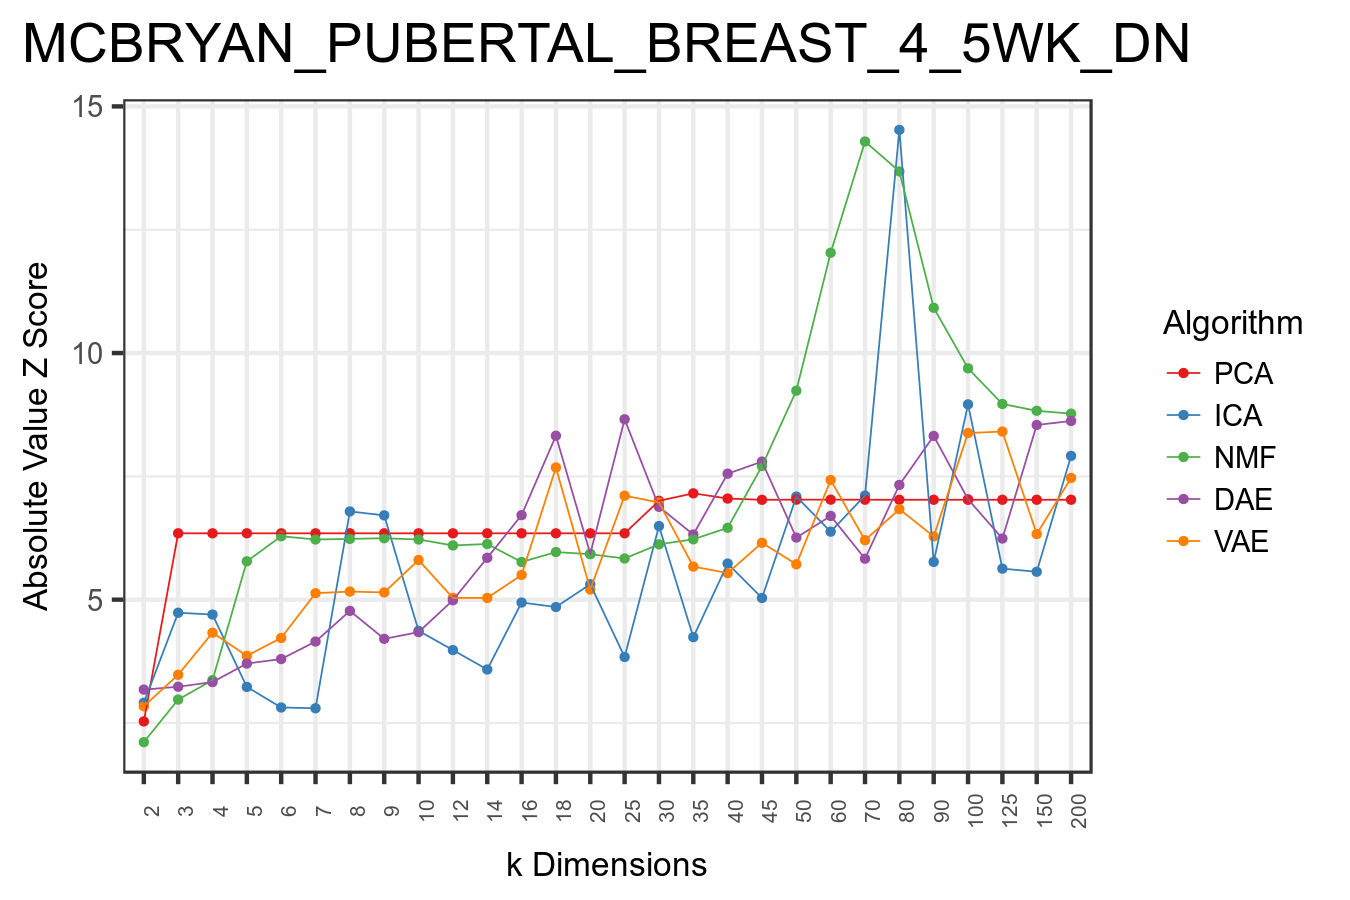 MCBRYAN_PUBERTAL_BREAST_4_5WK_DN
Absolute Value Z Score
15
10
5
2 3 4 5 6 7 8 9 10 12 14 16 18 20 25 30 35 40 45 50 60 70 80 90 100 125 150 200
k Dimensions
Algorithm
PCA
ICA
NMF
DAE
VAE